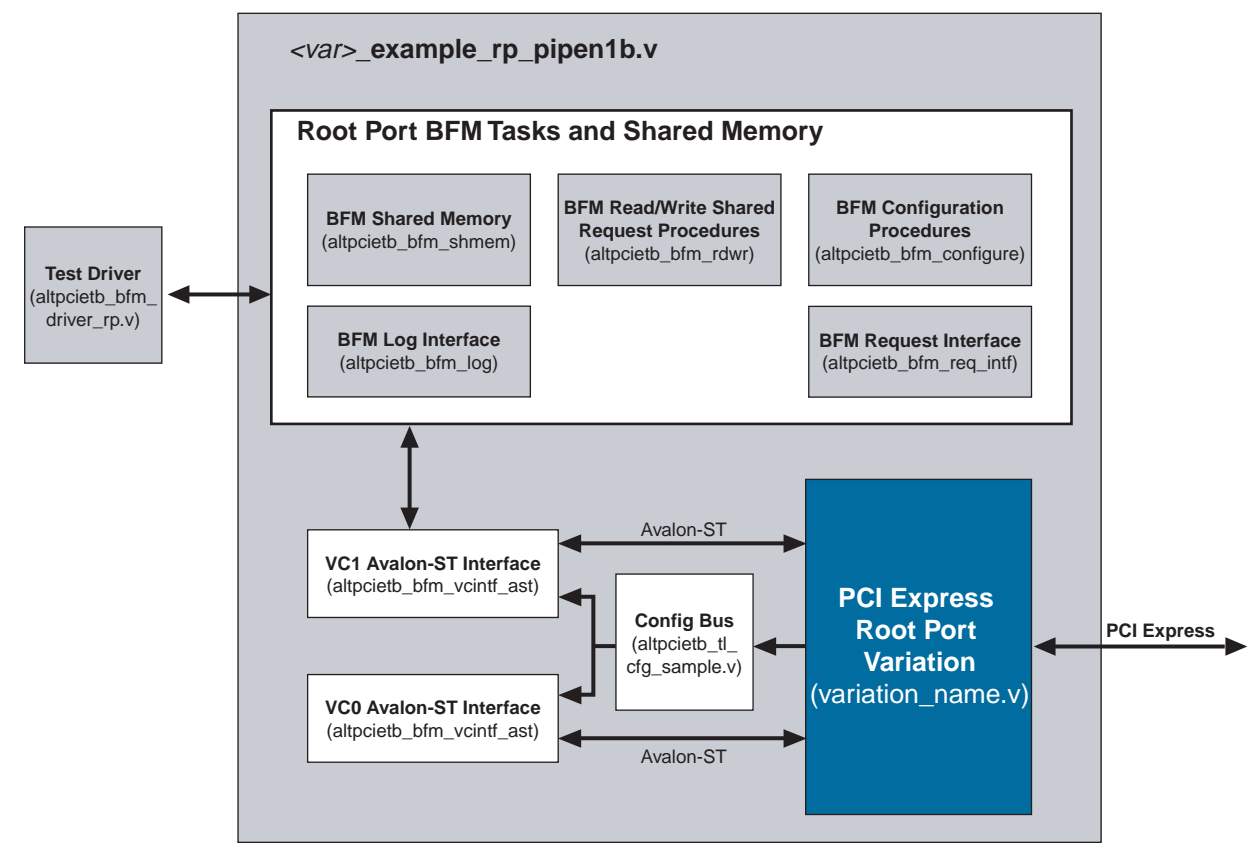 <var>_example_rp_pipen1b.v
Root Port BFM Tasks and Shared Memory
BFM Shared Memory
(altpcietb_bfm_shmem)
BFM Read/Write Shared
Request Procedures
(altpcietb_bfm_rdwr)
BFM Configuration
Procedures
(altpcietb_bfm_configure)
Test Driver
(altpcietb_bfm_
driver_rp.v)
BFM Log Interface
(altpcietb_bfm_log)
BFM Request Interface
(altpcietb_bfm_req_intf)
VC1 Avalon-ST Interface
(altpcietb_bfm_vcintf_ast)
Avalon-ST
Config Bus
(altpcietb_tl_
cfg_sample.v)
PCI Express
Root Port
Variation
(variation_name.v)
PCI Express
VC0 Avalon-ST Interface
(altpcietb_bfm_vcintf_ast)
Avalon-ST